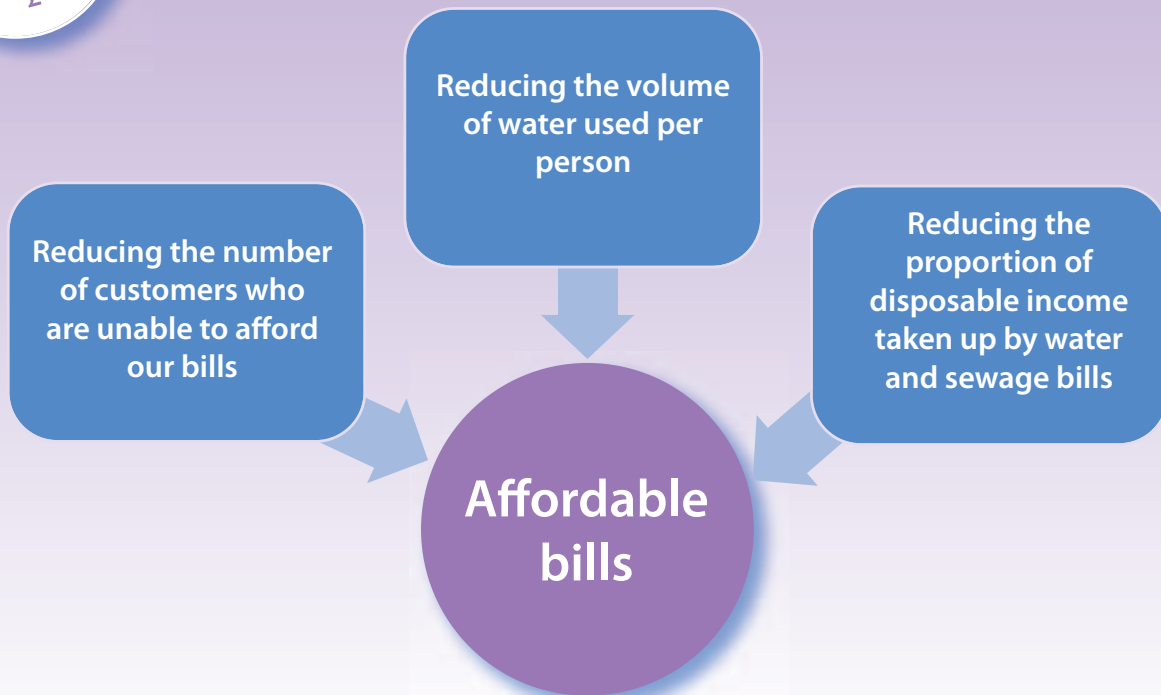 £
Reducing the volume
of water used per
person
Reducing the number
of customers who
are unable to afford
our bills
Reducing the
proportion of
disposable income
taken up by water
and sewage bills
Affordable
bills